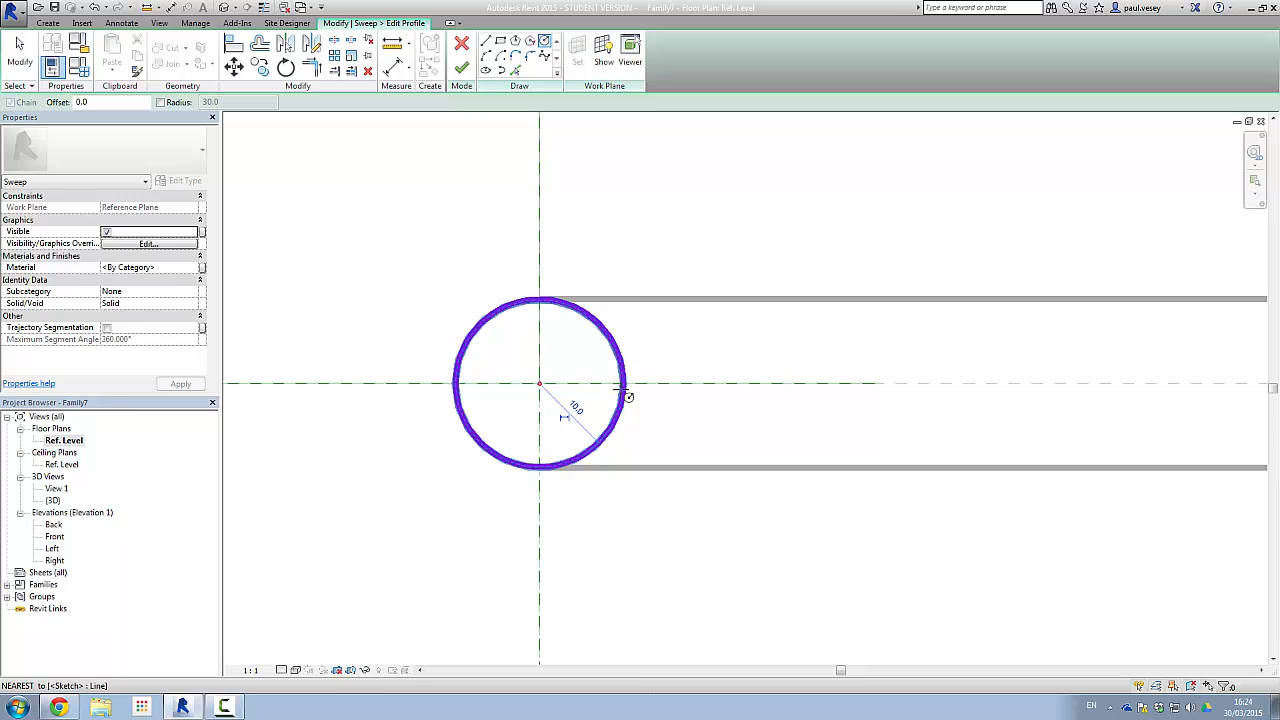 Autodesk Revit 2015 - STUDENT VERSION - Family7 - Floor Plan: Ref. Level
Type a keyword or phrase
paul.vesey
Create
Insert
Annotate
View
Manage
Add-Ins
Site Designer
Modify | Sweep > Edit Profile
Modify
Paste
Cut
Join
Set
Show
Viewer
Select
Properties
Clipboard
Geometry
Modify
Measure
Create
Mode
Draw
Work Plane
Chain
Offset:
0.0
Radius:
30.0
Properties
Sweep
Edit Type
Constraints
Work Plane
Reference Plane
Graphics
Visible
Visibility/Graphics Overri...
Edit...
Materials and Finishes
Material
<By Category>
Identity Data
Subcategory
None
Solid/Void
Solid
Other
Trajectory Segmentation
Maximum Segment Angle
360.000°
Properties help
Apply
Project Browser - Family7
Views (all)
Floor Plans
Ref. Level
Ceiling Plans
Ref. Level
3D Views
View 1
{3D}
Elevations (Elevation 1)
Back
Front
Left
Right
Sheets (all)
Families
Groups
Revit Links
10.0
1 : 1
NEAREST to [<Sketch> : Line]
:0
EN
16:24
30/03/2015